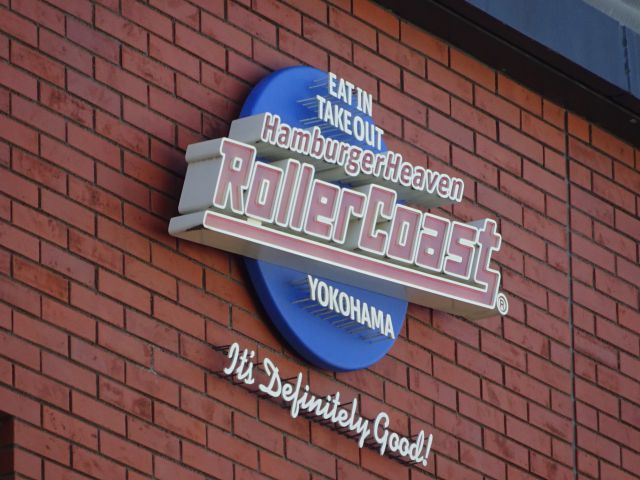 EAT IN
TAKE OUT
HamburgerHeaven
RollerCoast®
YOKOHAMA
It's Definitely Good!